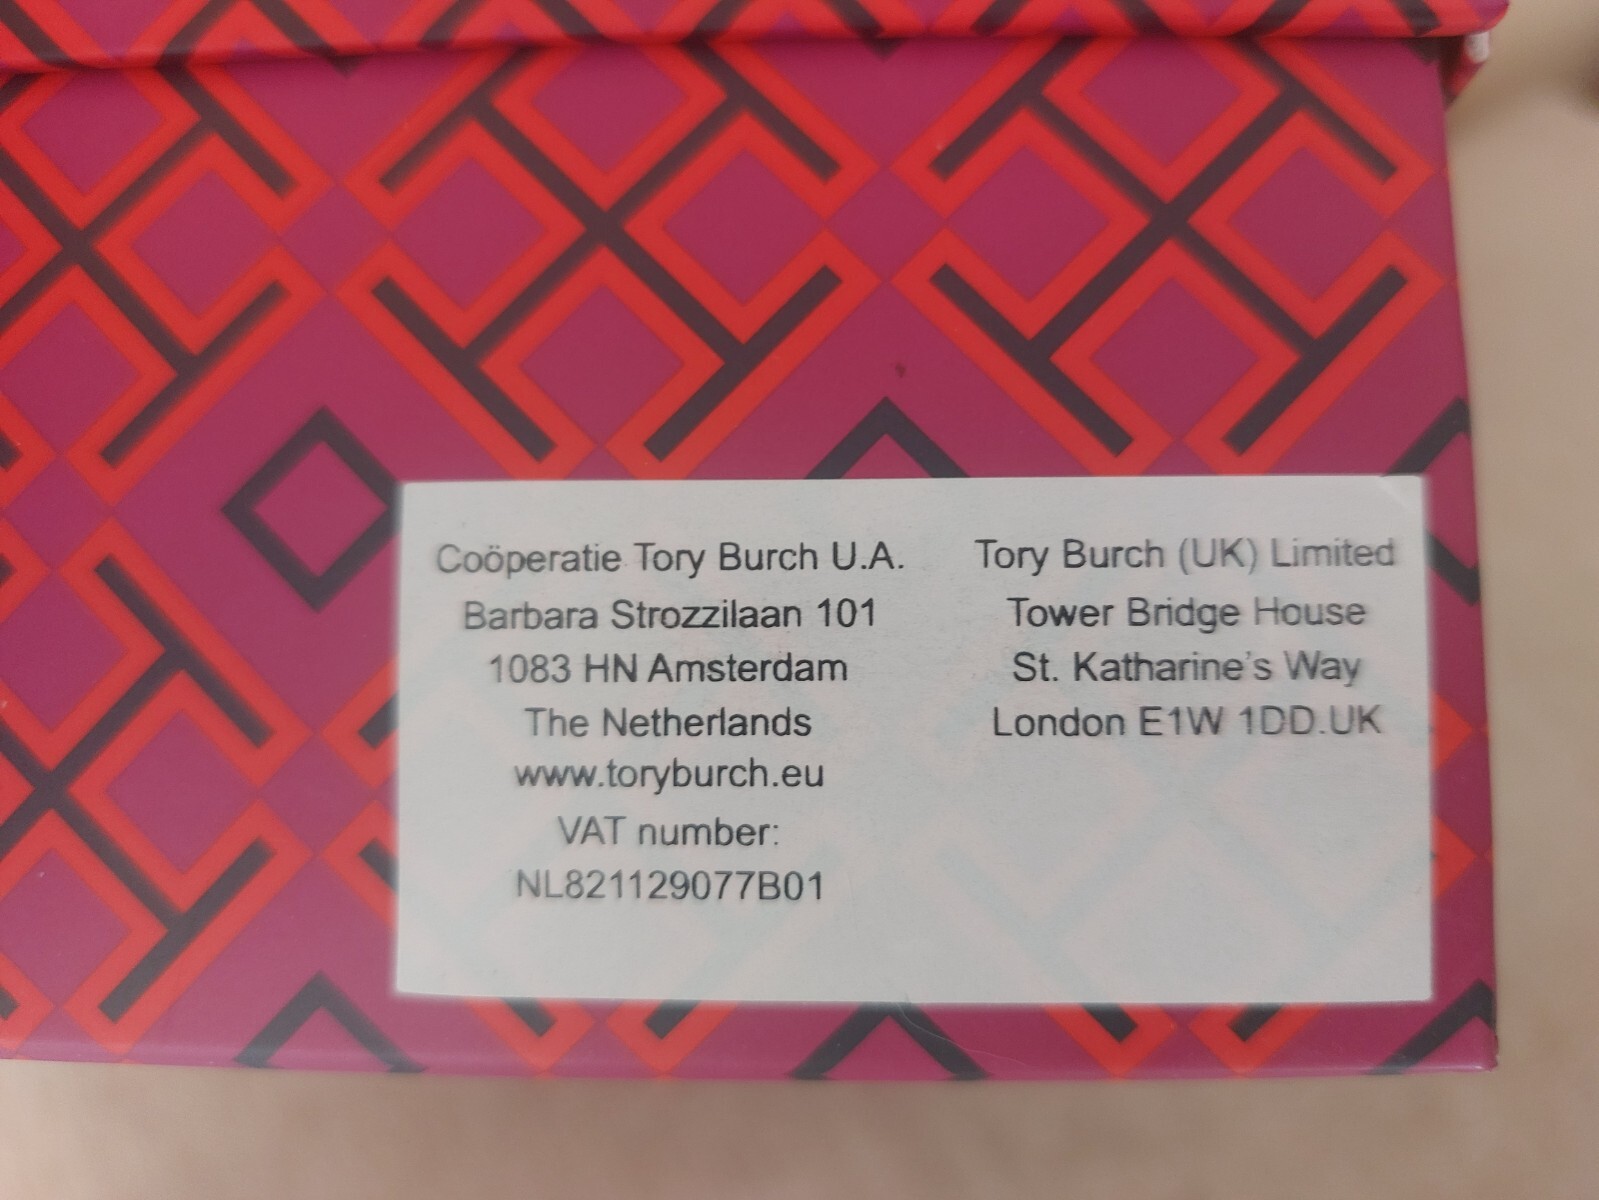 Coöperatie Tory Burch U.A.
Barbara Strozzilaan 101
1083 HN Amsterdam
The Netherlands
www.toryburch.eu
VAT number:
NL821129077B01
Tory Burch (UK) Limited
Tower Bridge House
St. Katharine's Way
London E1W 1DD.UK